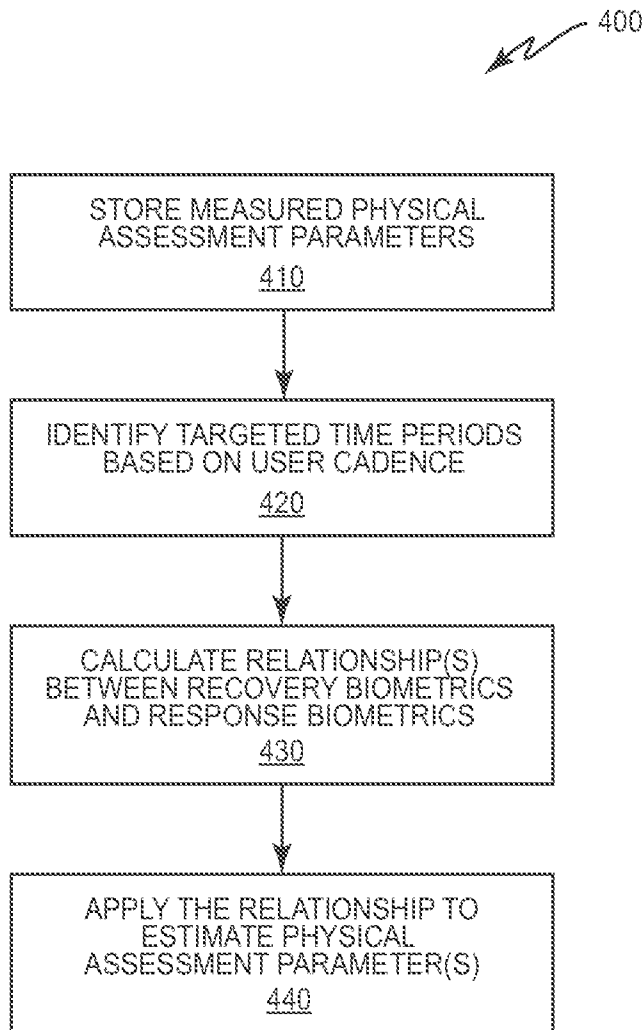 400
STORE MEASURED PHYSICAL
ASSESSMENT PARAMETERS
410
IDENTIFY TARGETED TIME PERIODS
BASED ON USER CADENCE
420
CALCULATE RELATIONSHIP(S)
BETWEEN RECOVERY BIOMETRICS
AND RESPONSE BIOMETRICS
430
APPLY THE RELATIONSHIP TO
ESTIMATE PHYSICAL
ASSESSMENT PARAMETER(S)
440